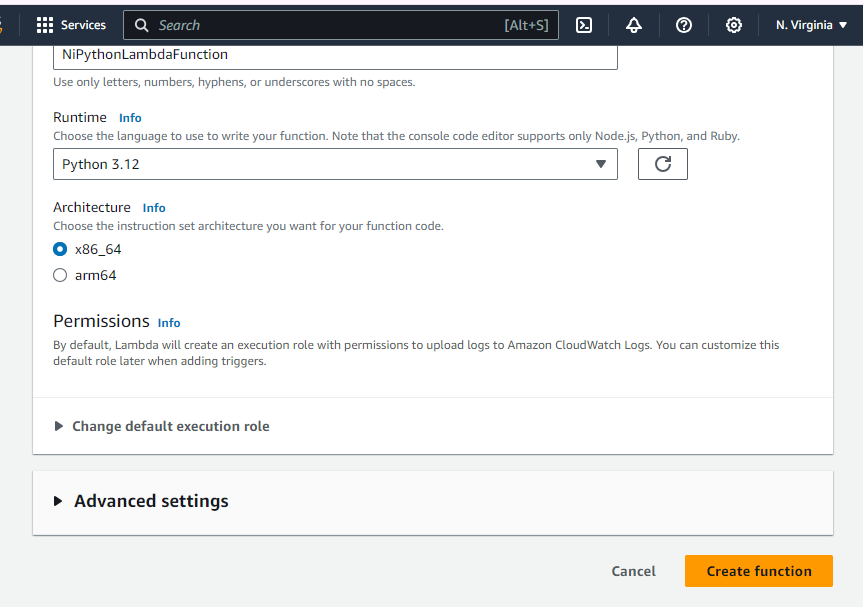 Services
Search [Alt+S]
N. Virginia
NiPythonLambdaFunction
Use only letters, numbers, hyphens, or underscores with no spaces.
Runtime Info
Choose the language to use to write your function. Note that the console code editor supports only Node.js, Python, and Ruby.
Python 3.12
Architecture Info
Choose the instruction set architecture you want for your function code.
x86_64
arm64
Permissions Info
By default, Lambda will create an execution role with permissions to upload logs to Amazon CloudWatch Logs. You can customize this
default role later when adding triggers.
Change default execution role
Advanced settings
Cancel
Create function